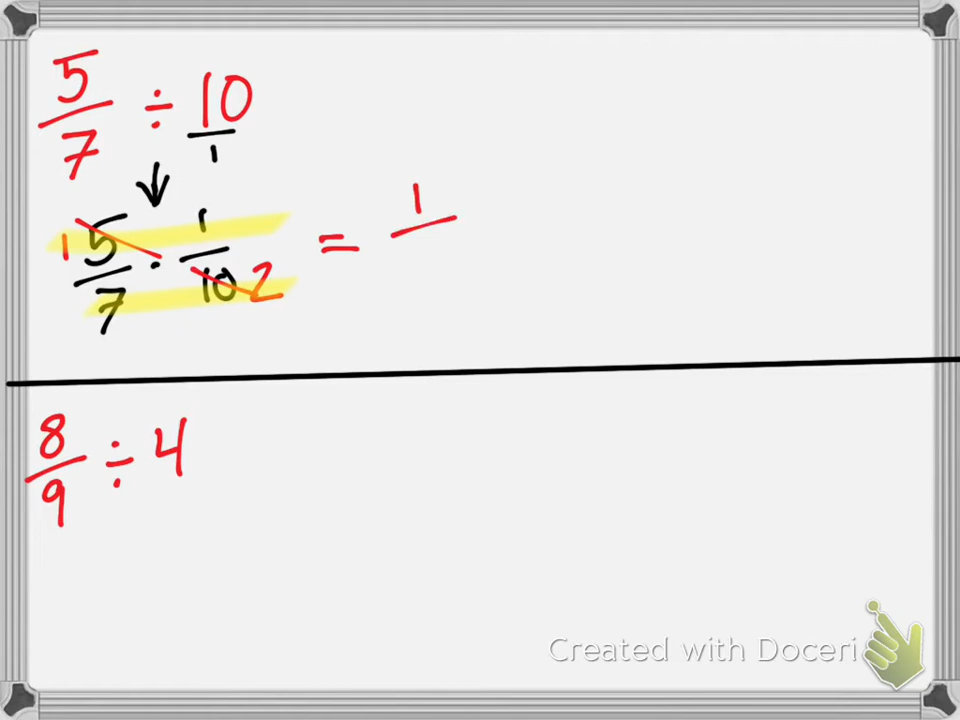 5/7 ÷ 10/1
↓
1 5/7 · 1/10 2 = 1/
8/9 ÷ 4
Created with Doceri